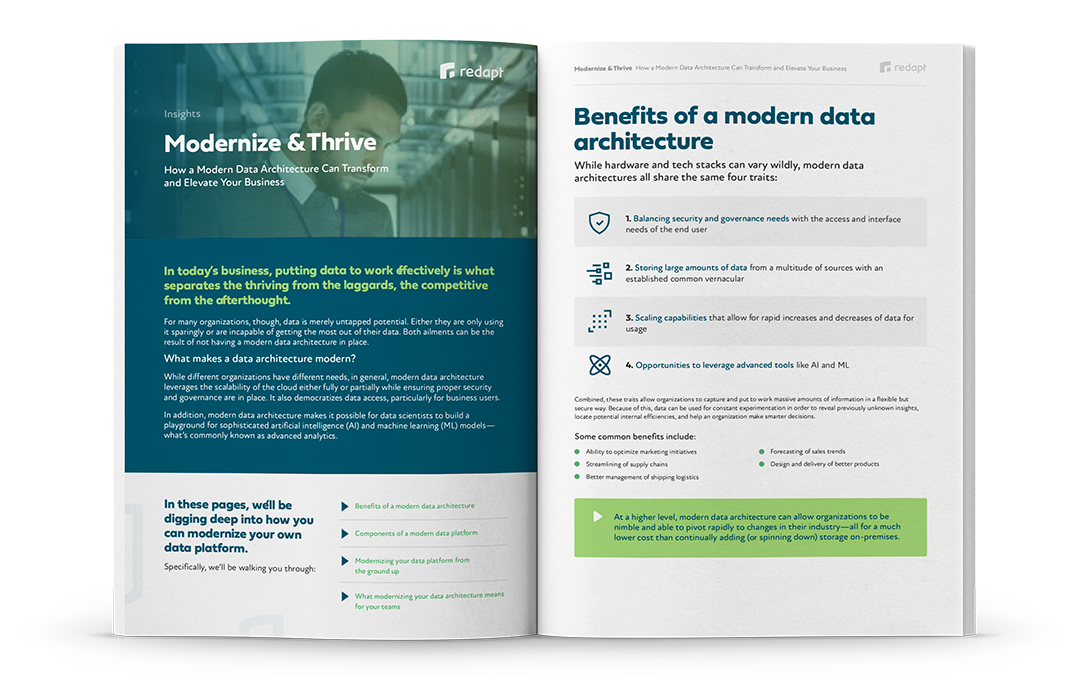 redapt
Insights
Modernize & Thrive
How a Modern Data Architecture Can Transform
and Elevate Your Business
In today's business, putting data to work effectively is what
separates the thriving from the laggards, the competitive
from the afterthought.
For many organizations, though, data is merely untapped potential. Either they are only using
it sparingly or are incapable of getting the most out of their data. Both ailments can be the
result of not having a modern data architecture in place.
What makes a data architecture modern?
While different organizations have different needs, in general, modern data architecture
leverages the scalability of the cloud either fully or partially while ensuring proper security
and governance are in place. It also democratizes data access, particularly for business users.
In addition, modern data architecture makes it possible for data scientists to build a
playground for sophisticated artificial intelligence (AI) and machine learning (ML) models—
what's commonly known as advanced analytics.
In these pages, we'll be
digging deep into how you
can modernize your own
data platform.
Specifically, we'll be walking you through:
Benefits of a modern data architecture
Components of a modern data platform
Modernizing your data platform from
the ground up
What modernizing your data architecture means
for your teams
Modernize & Thrive How a Modern Data Architecture Can Transform and Elevate Your Business
redapt
Benefits of a modern data
architecture
While hardware and tech stacks can vary wildly, modern data
architectures all share the same four traits:
1. Balancing security and governance needs with the access and interface
needs of the end user
2. Storing large amounts of data from a multitude of sources with an
established common vernacular
3. Scaling capabilities that allow for rapid increases and decreases of data for
usage
4. Opportunities to leverage advanced tools like AI and ML
Combined, these traits allow organizations to capture and put to work massive amounts of information in a flexible but
secure way. Because of this, data can be used for constant experimentation in order to reveal previously unknown insights,
locate potential internal efficiencies, and help an organization make smarter decisions.
Some common benefits include:
Ability to optimize marketing initiatives
Streamlining of supply chains
Better management of shipping logistics
Forecasting of sales trends
Design and delivery of better products
At a higher level, modern data architecture can allow organizations to be
nimble and able to pivot rapidly to changes in their industry—all for a much
lower cost than continually adding (or spinning down) storage on-premises.